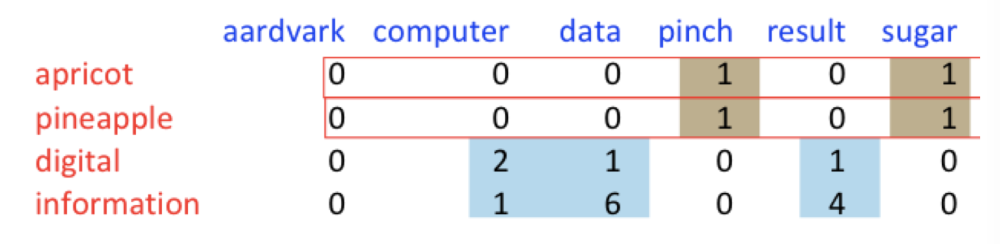 aardvark computer data pinch result sugar
apricot 0 0 0 1 0 1
pineapple 0 0 0 1 0 1
digital 0 2 1 0 1 0
information 0 1 6 0 4 0